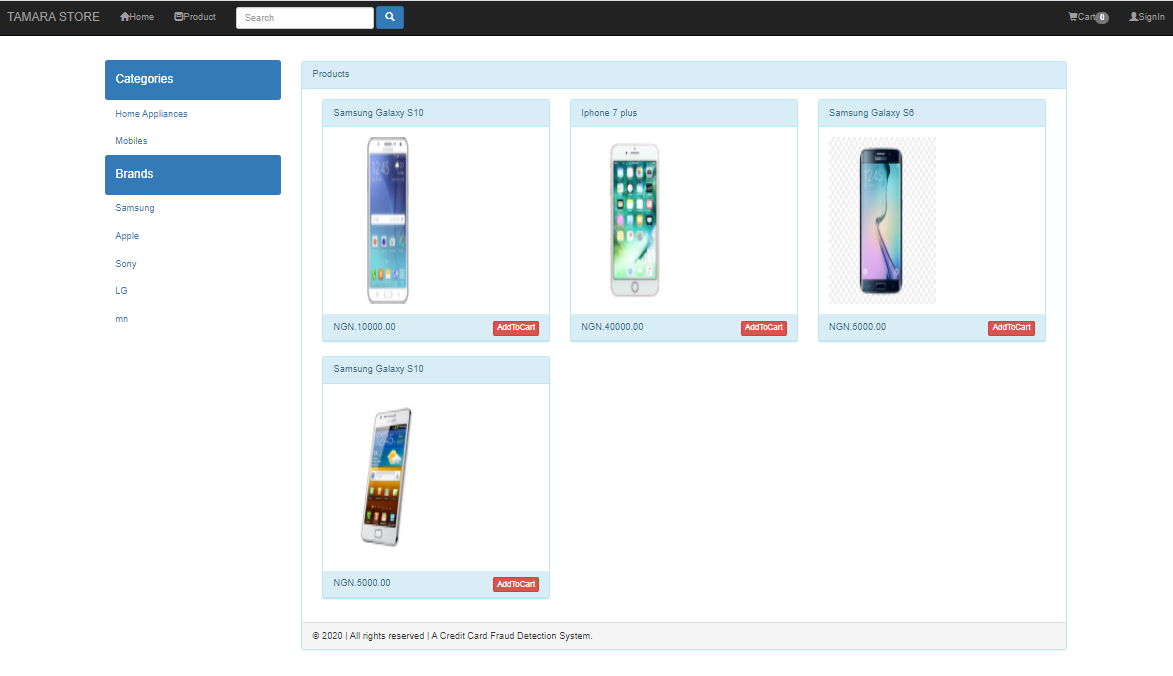 TAMARA STORE Home Product Search Cart 0 SignIn
Categories
Home Appliances
Mobiles
Brands
Samsung
Apple
Sony
LG
mn
Products
Samsung Galaxy S10
NGN.10000.00 AddToCart
Iphone 7 plus
NGN.40000.00 AddToCart
Samsung Galaxy S6
NGN.5000.00 AddToCart
Samsung Galaxy S10
NGN.5000.00 AddToCart
© 2020 | All rights reserved | A Credit Card Fraud Detection System.